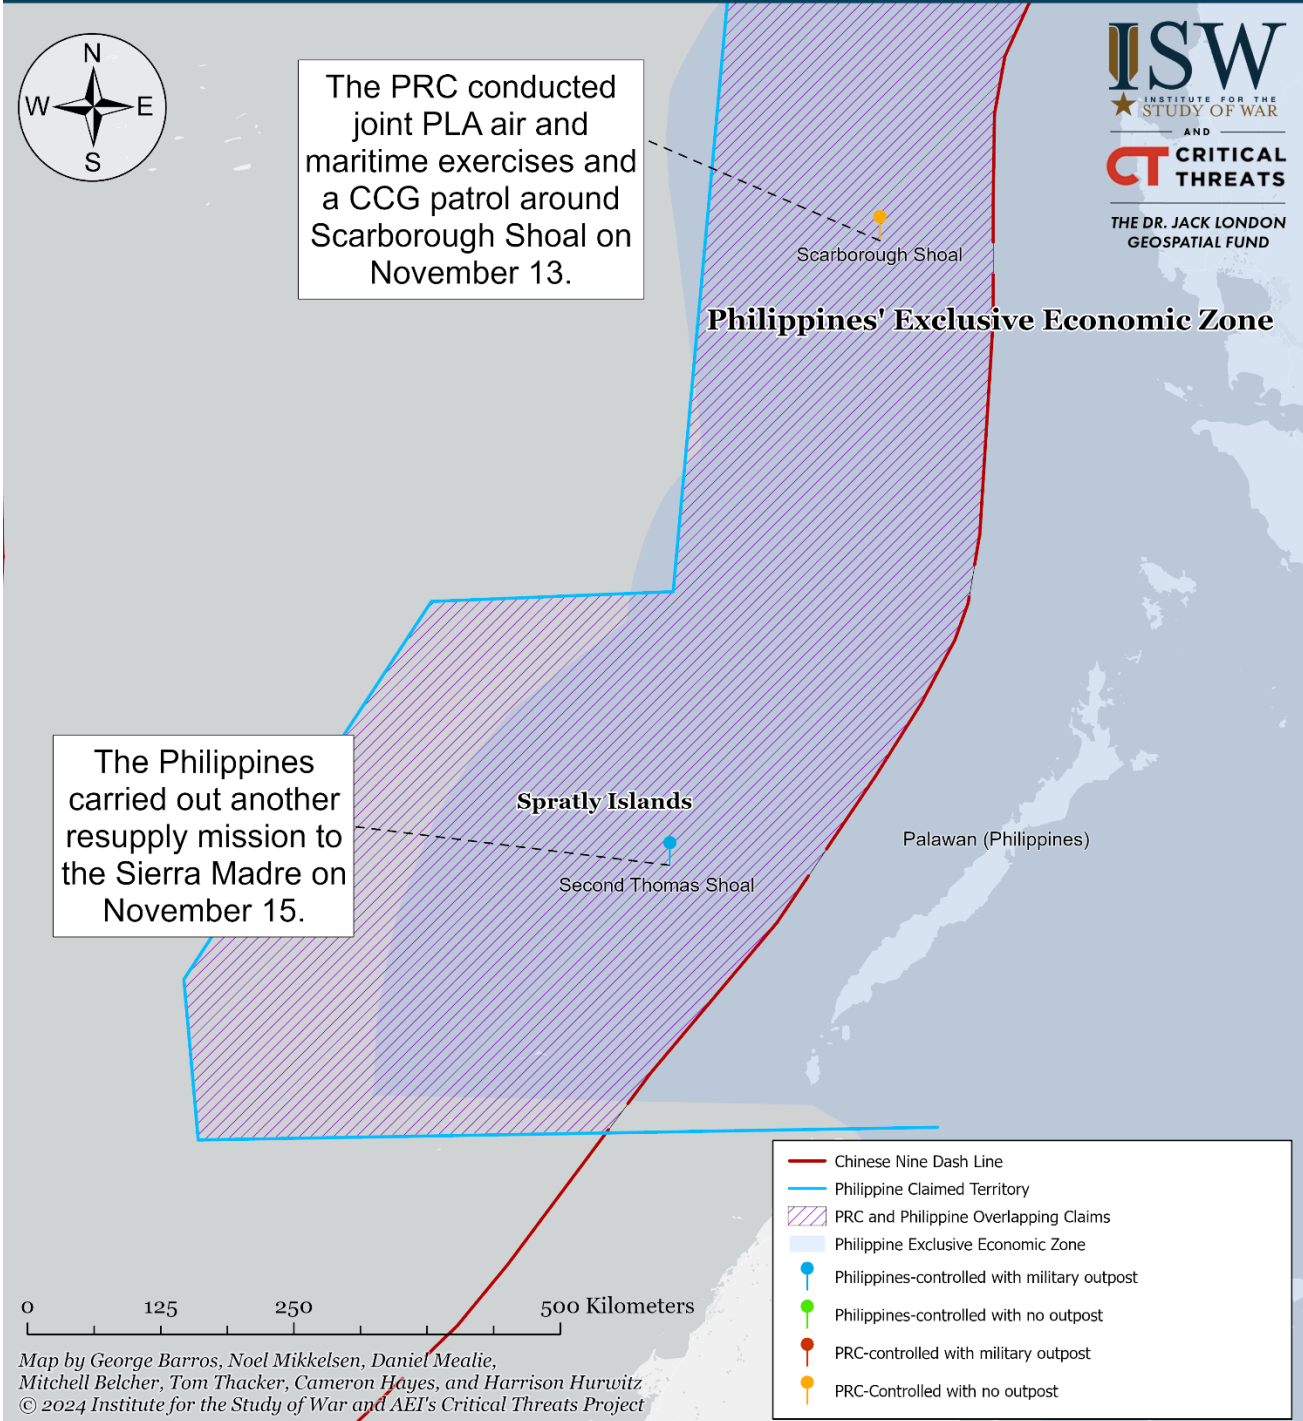 N
W
E
S
The PRC conducted
joint PLA air and
maritime exercises and
a CCG patrol around
Scarborough Shoal on
November 13.
ISW
INSTITUTE FOR THE
STUDY OF WAR
AND
CT CRITICAL
THREATS
THE DR. JACK LONDON
GEOSPATIAL FUND
Scarborough Shoal
Philippines' Exclusive Economic Zone
The Philippines
carried out another
resupply mission to
the Sierra Madre on
November 15.
Spratly Islands
Second Thomas Shoal
Palawan (Philippines)
Chinese Nine Dash Line
Philippine Claimed Territory
PRC and Philippine Overlapping Claims
Philippine Exclusive Economic Zone
Philippines-controlled with military outpost
Philippines-controlled with no outpost
PRC-controlled with military outpost
PRC-Controlled with no outpost
0 125 250 500 Kilometers
Map by George Barros, Noel Mikkelsen, Daniel Mealie,
Mitchell Belcher, Tom Thacker, Cameron Hayes, and Harrison Hurwitz
© 2024 Institute for the Study of War and AEI's Critical Threats Project